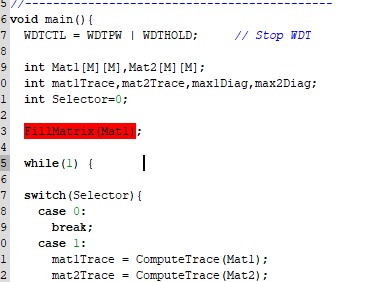 5 //---------------------------------------------
6 void main(){
7 WDTCTL = WDTPW | WDTHOLD; // Stop WDT
8
9 int Mat1[M][M],Mat2[M][M];
0 int mat1Trace,mat2Trace,max1Diag,max2Diag;
1 int Selector=0;
2
3 FillMatrix(Mat1);
4
5 while(1) {
6
7 switch(Selector){
8 case 0:
9 break;
0 case 1:
1 mat1Trace = ComputeTrace(Mat1);
2 mat2Trace = ComputeTrace(Mat2);